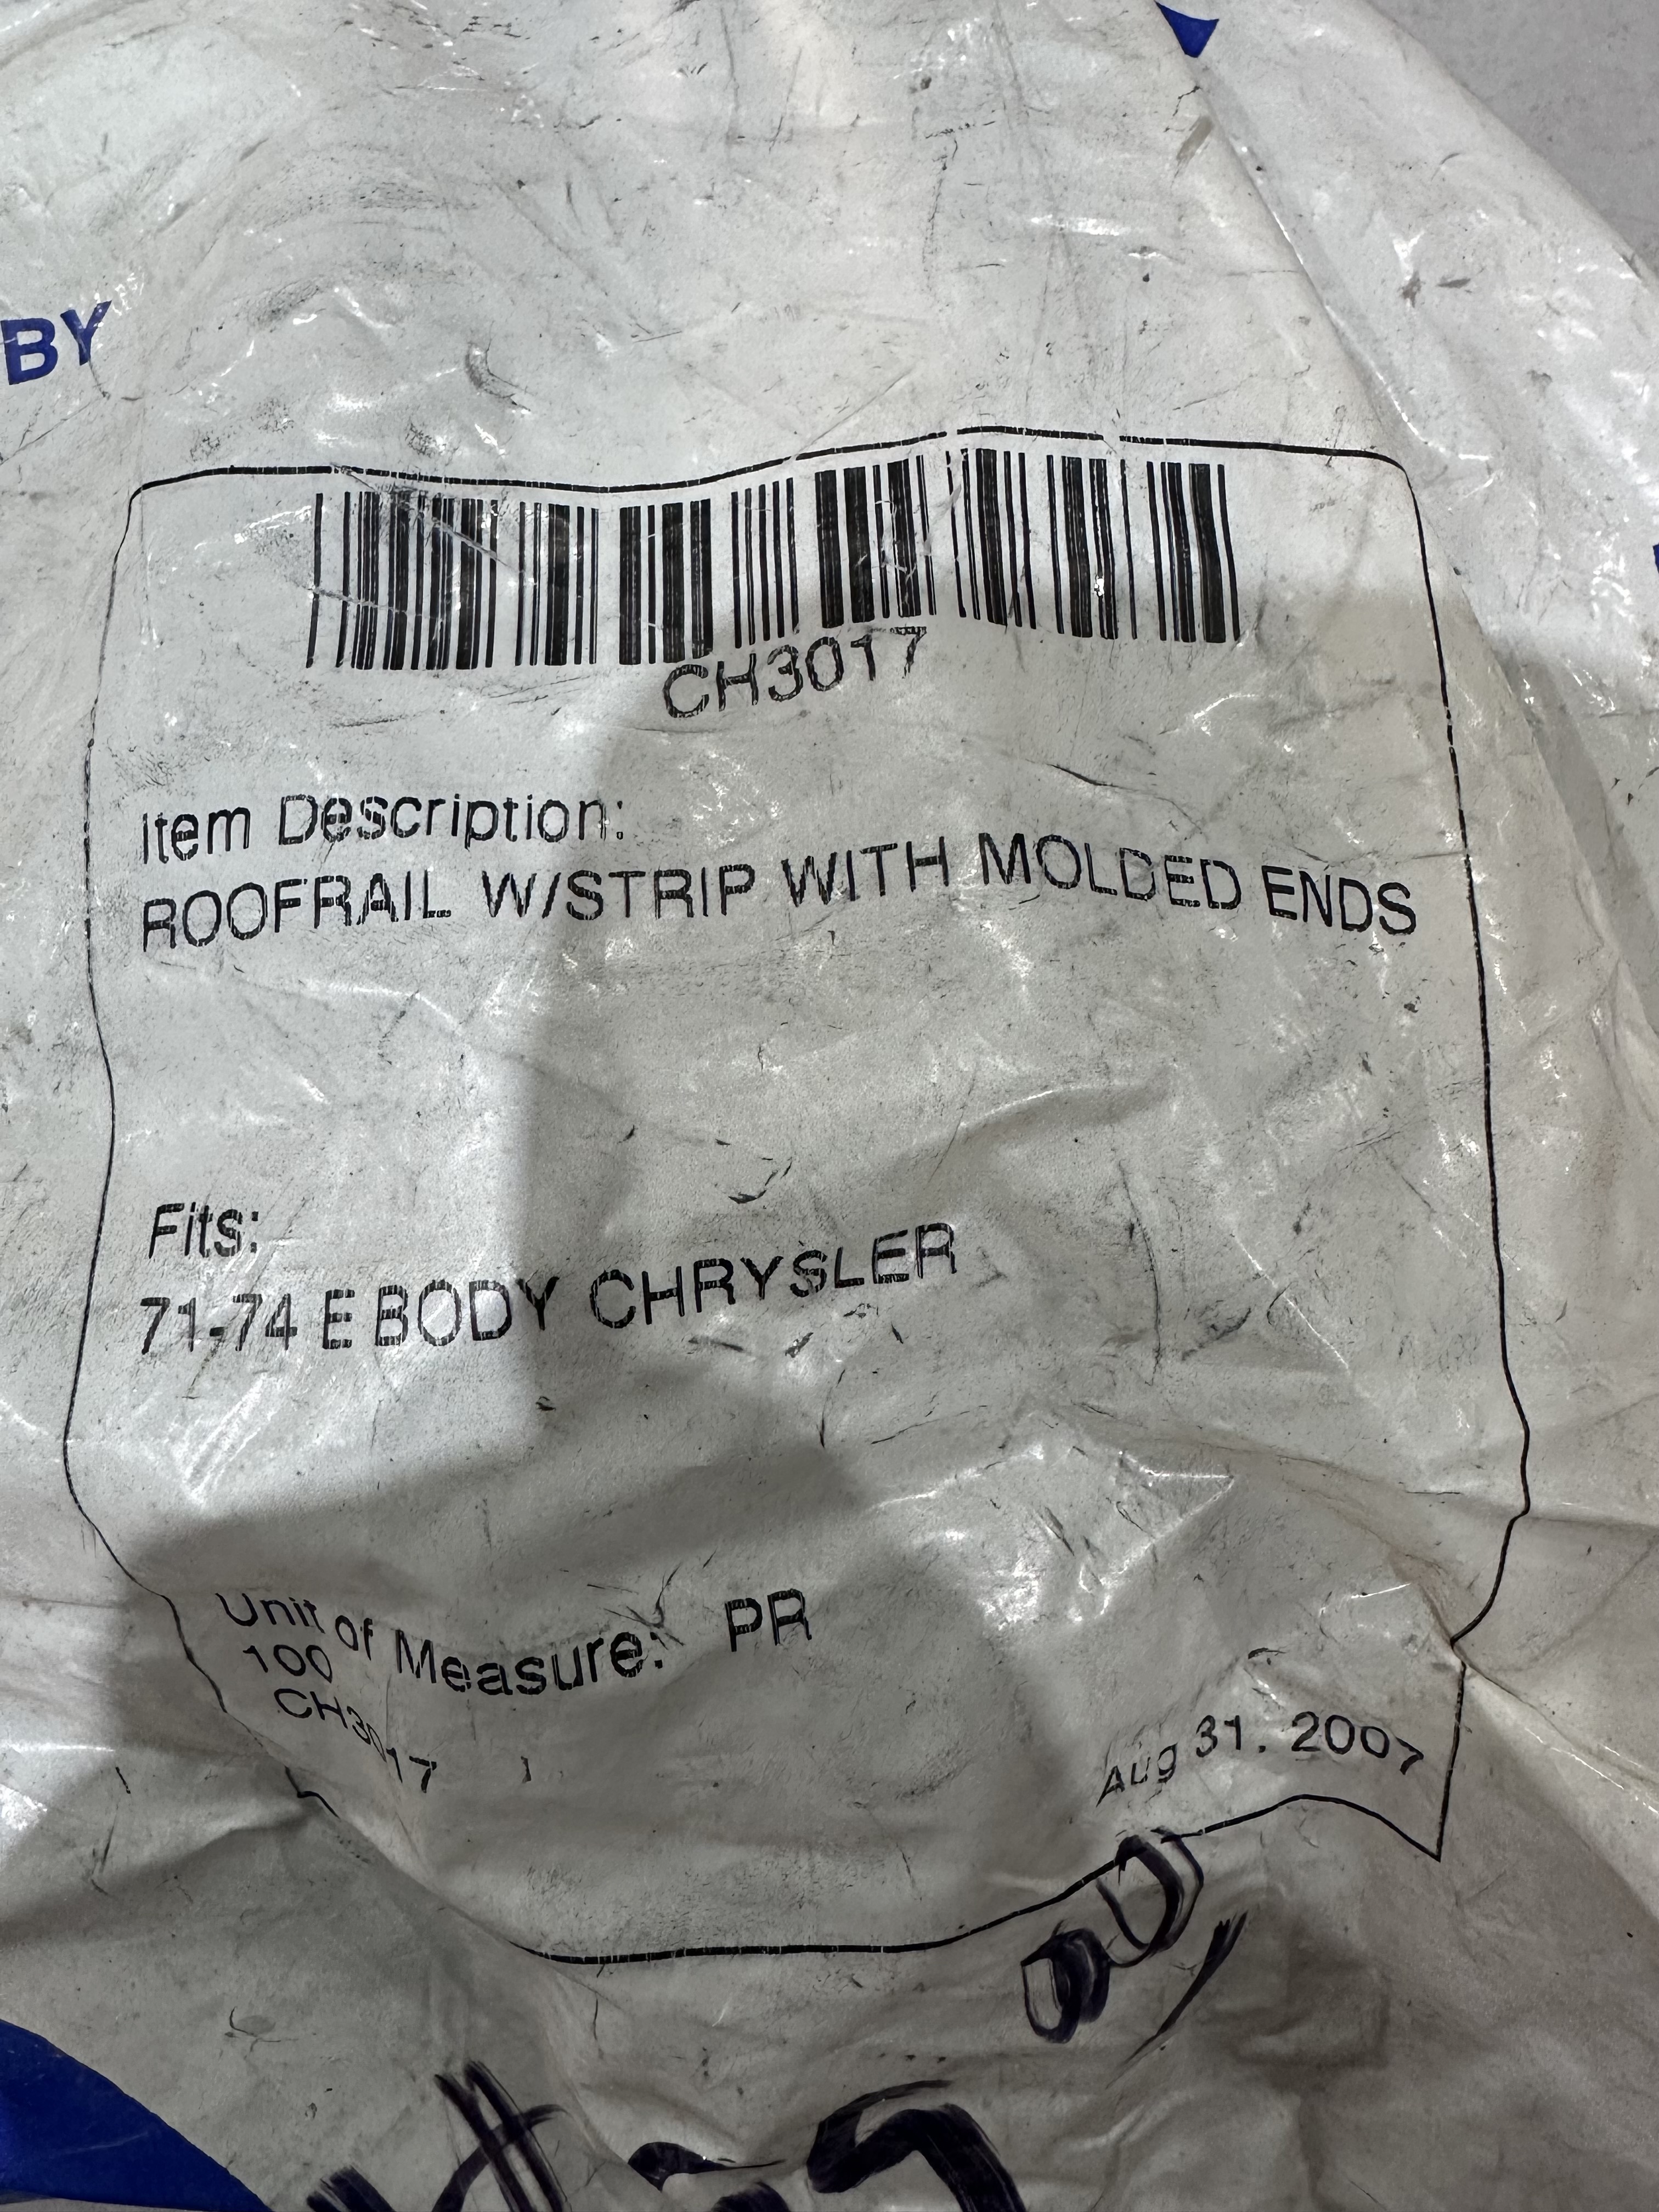 BY
CH3017
Item Description:
ROOFRAIL W/STRIP WITH MOLDED ENDS
Fits:
71-74 E BODY CHRYSLER
Unit of Measure: PR
100
CH3017
Aug 31, 2007